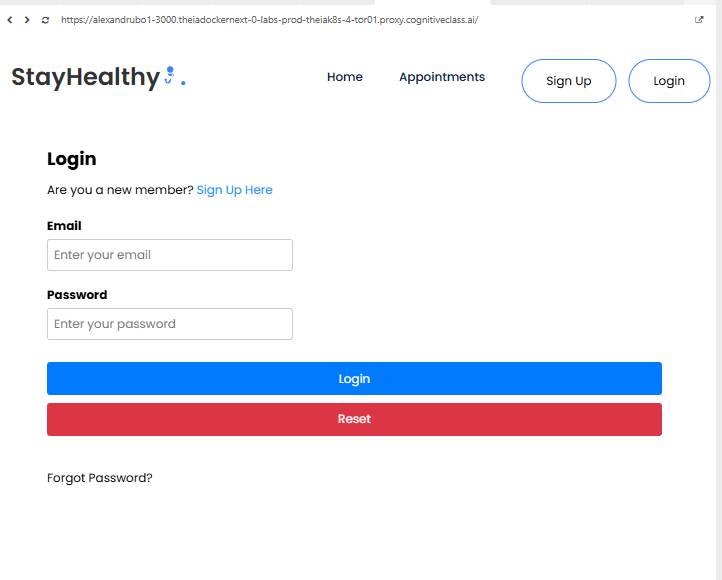 https://alexandrubo1-3000.theiadockernext-0-labs-prod-theiak8s-4-tor01.proxy.cognitiveclass.ai/
StayHealthy
Home
Appointments
Sign Up
Login
Login
Are you a new member? Sign Up Here
Email
Enter your email
Password
Enter your password
Login
Reset
Forgot Password?